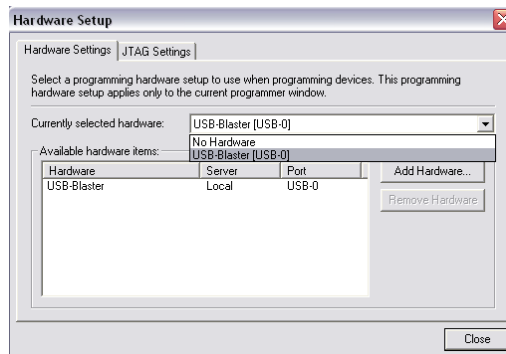 Hardware Setup
Hardware Settings
JTAG Settings
Select a programming hardware setup to use when programming devices. This programming
hardware setup applies only to the current programmer window.
Currently selected hardware:
USB-Blaster [USB-0]
No Hardware
USB-Blaster [USB-0]
Available hardware items:
Hardware Server Port
USB-Blaster Local USB-0
Add Hardware...
Remove Hardware
Close